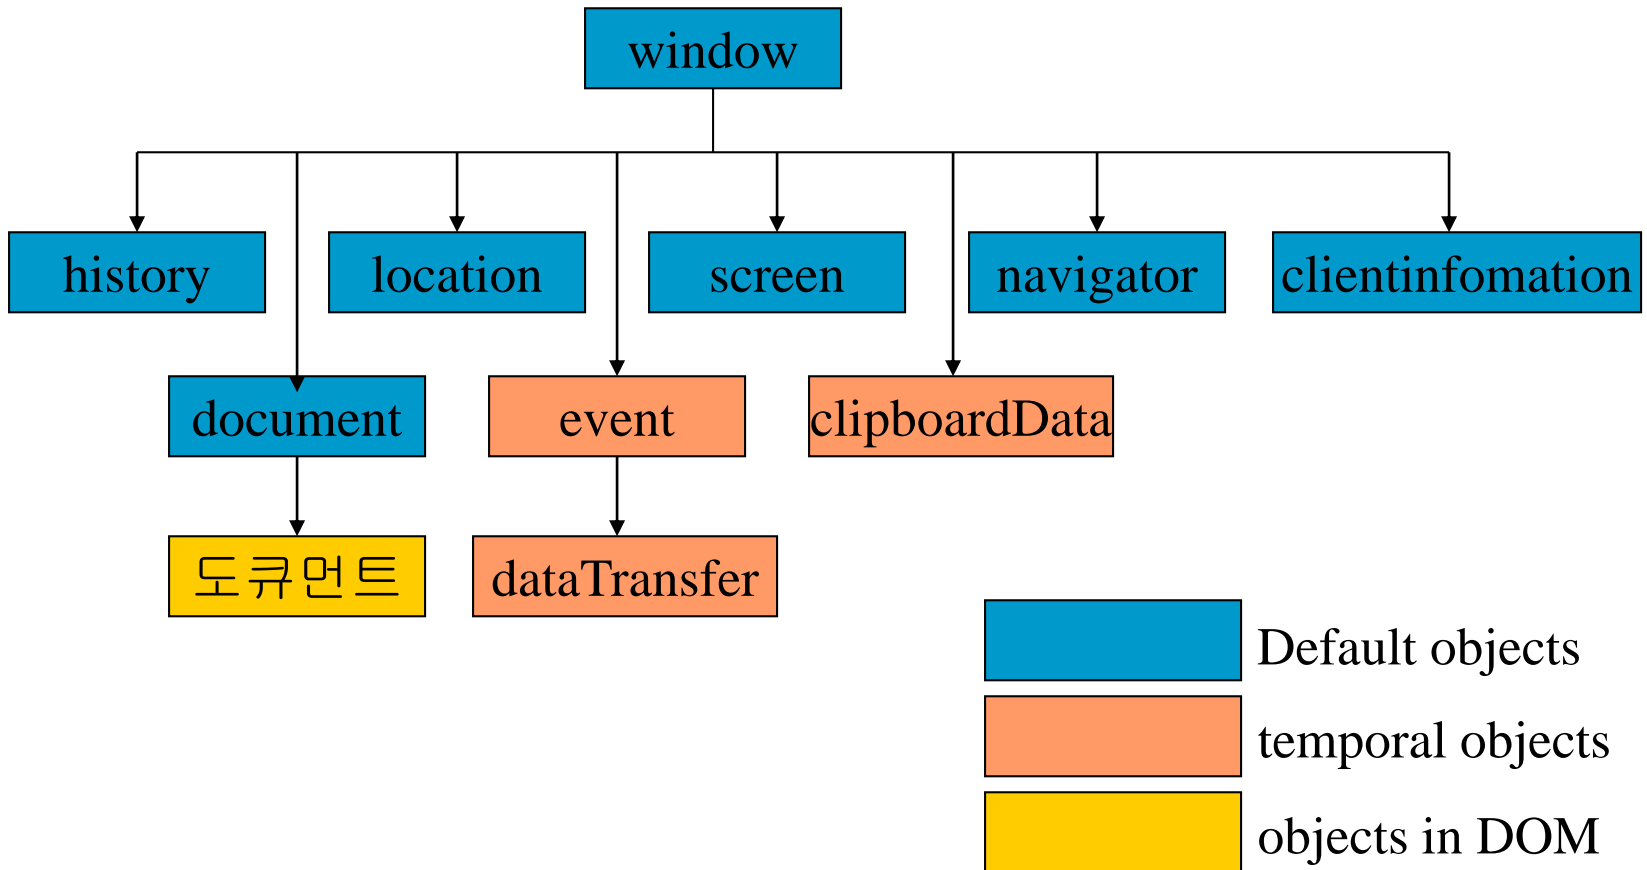 window
history
location
screen
navigator
clientinfomation
document
event
clipboardData
도큐먼트
dataTransfer
Default objects
temporal objects
objects in DOM